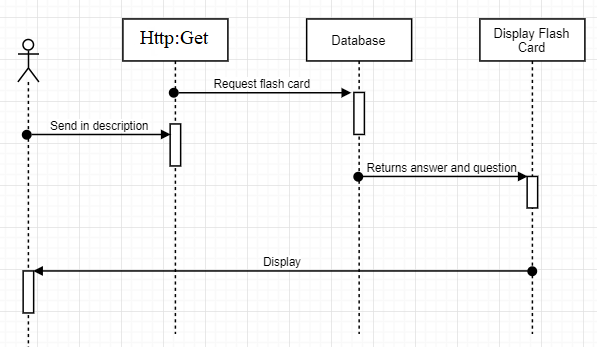 Http:Get
Database
Display Flash
Card
Request flash card
Send in description
Returns answer and question
Display